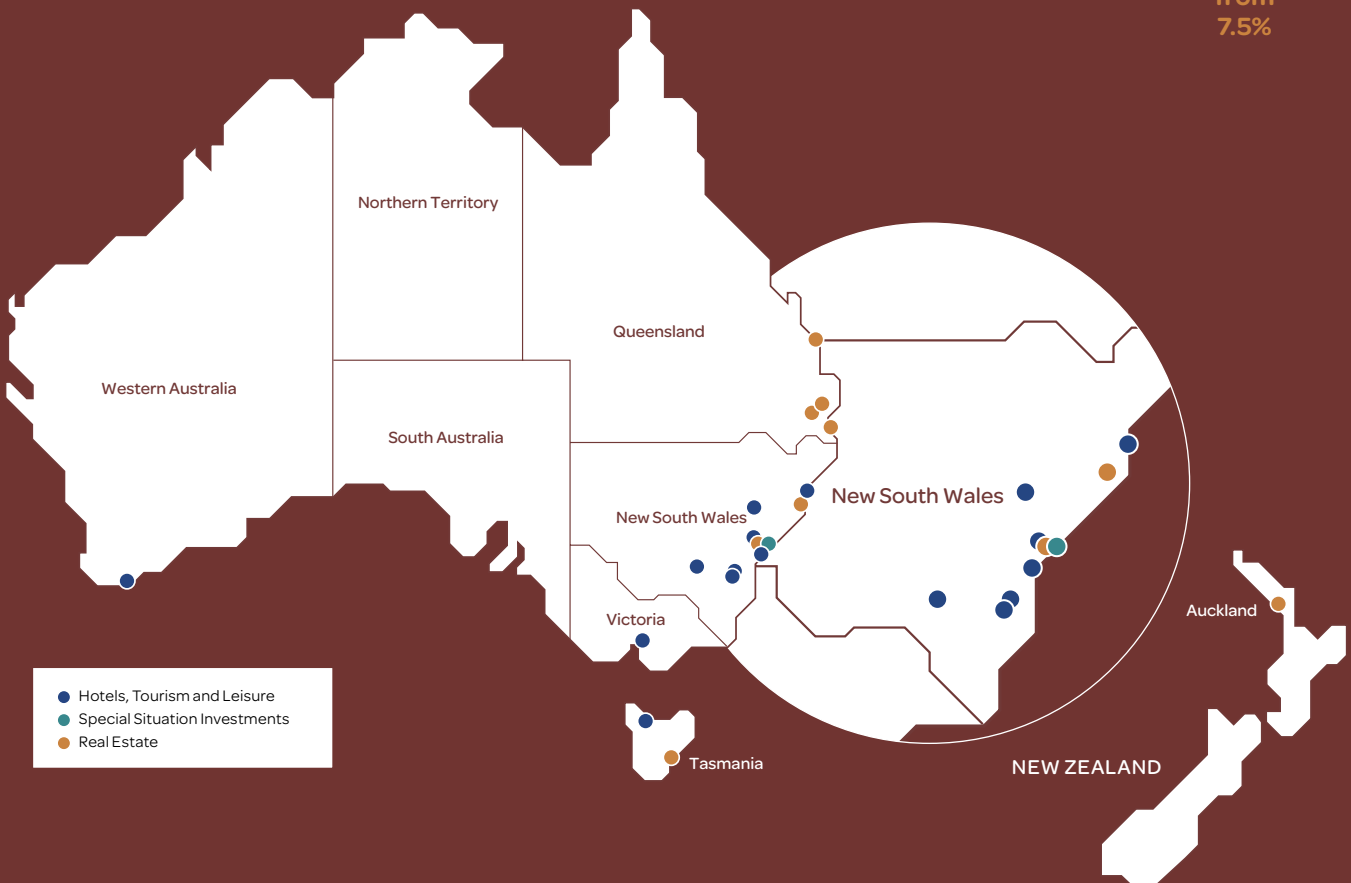 from
7.5%
Northern Territory
Queensland
Western Australia
South Australia
New South Wales
New South Wales
Auckland
Victoria
Hotels, Tourism and Leisure
Special Situation Investments
Real Estate
Tasmania
NEW ZEALAND